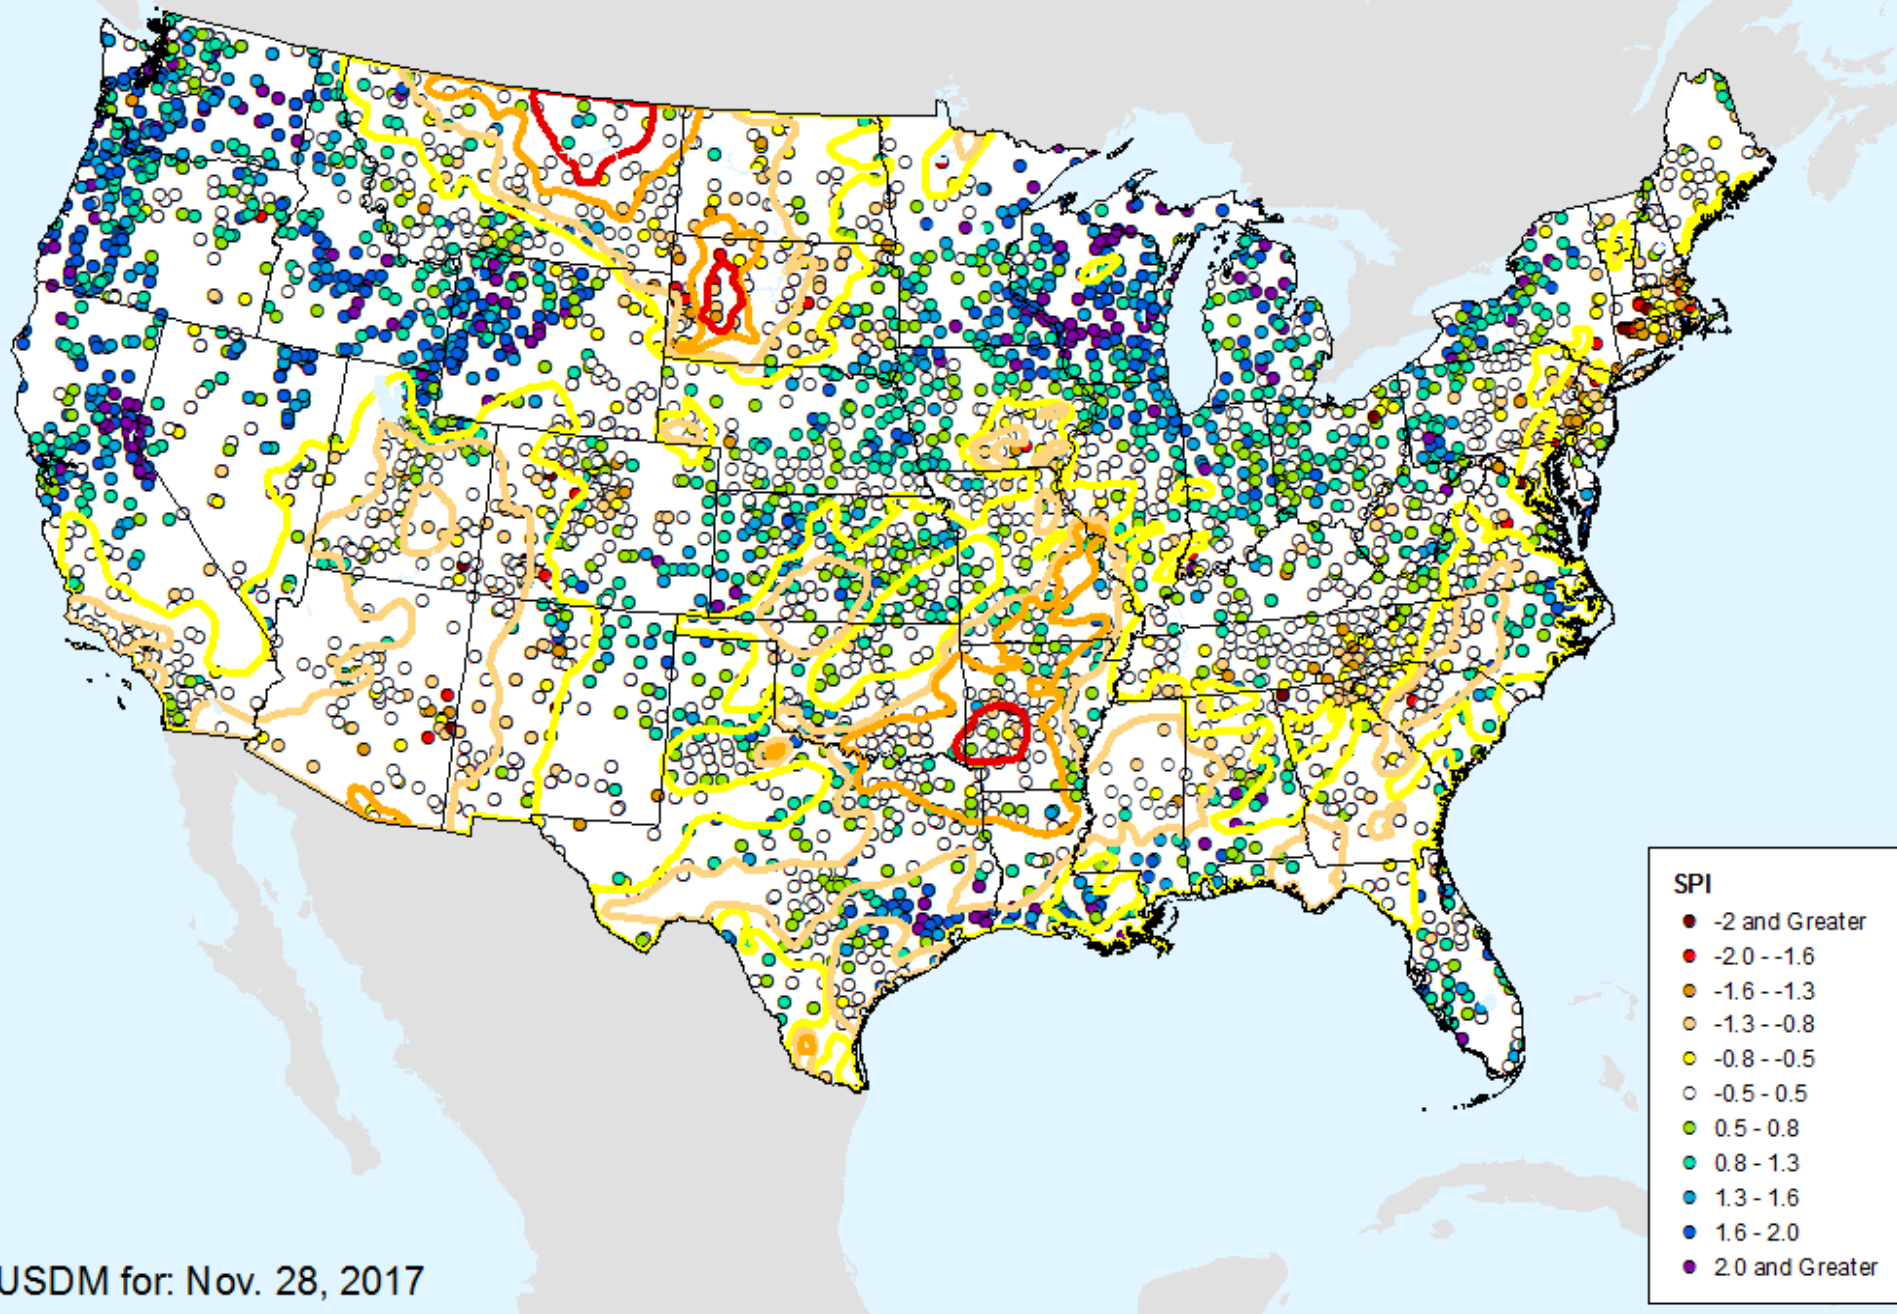 SPI
-2 and Greater
-2.0 - -1.6
-1.6 - -1.3
-1.3 - -0.8
-0.8 - -0.5
-0.5 - 0.5
0.5 - 0.8
0.8 - 1.3
1.3 - 1.6
1.6 - 2.0
2.0 and Greater
USDM for: Nov. 28, 2017